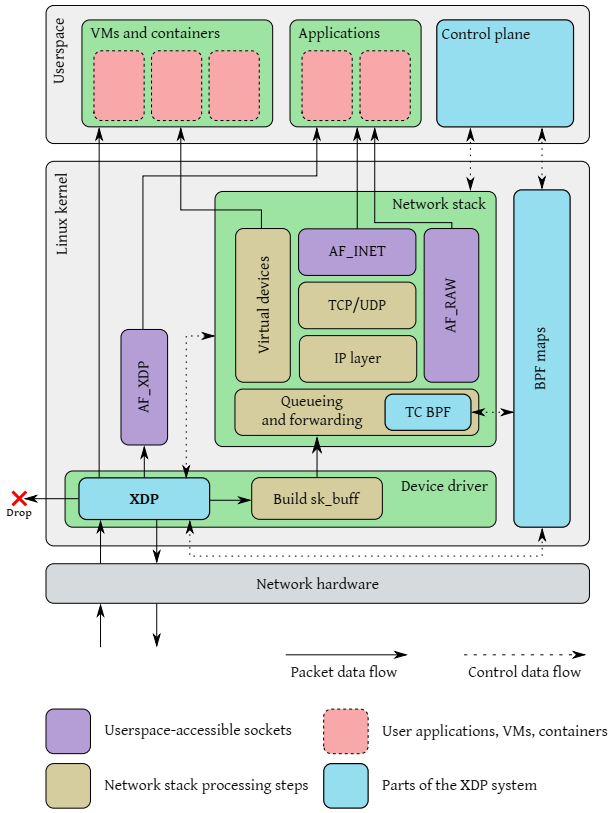 Userspace
VMs and containers
Applications
Control plane
Linux kernel
Network stack
Virtual devices
AF_INET
TCP/UDP
IP layer
AF_RAW
AF_XDP
BPF maps
Queueing
and forwarding
TC BPF
Device driver
XDP
Build sk_buff
Drop
Network hardware
Packet data flow
Control data flow
Userspace-accessible sockets
User applications, VMs, containers
Network stack processing steps
Parts of the XDP system